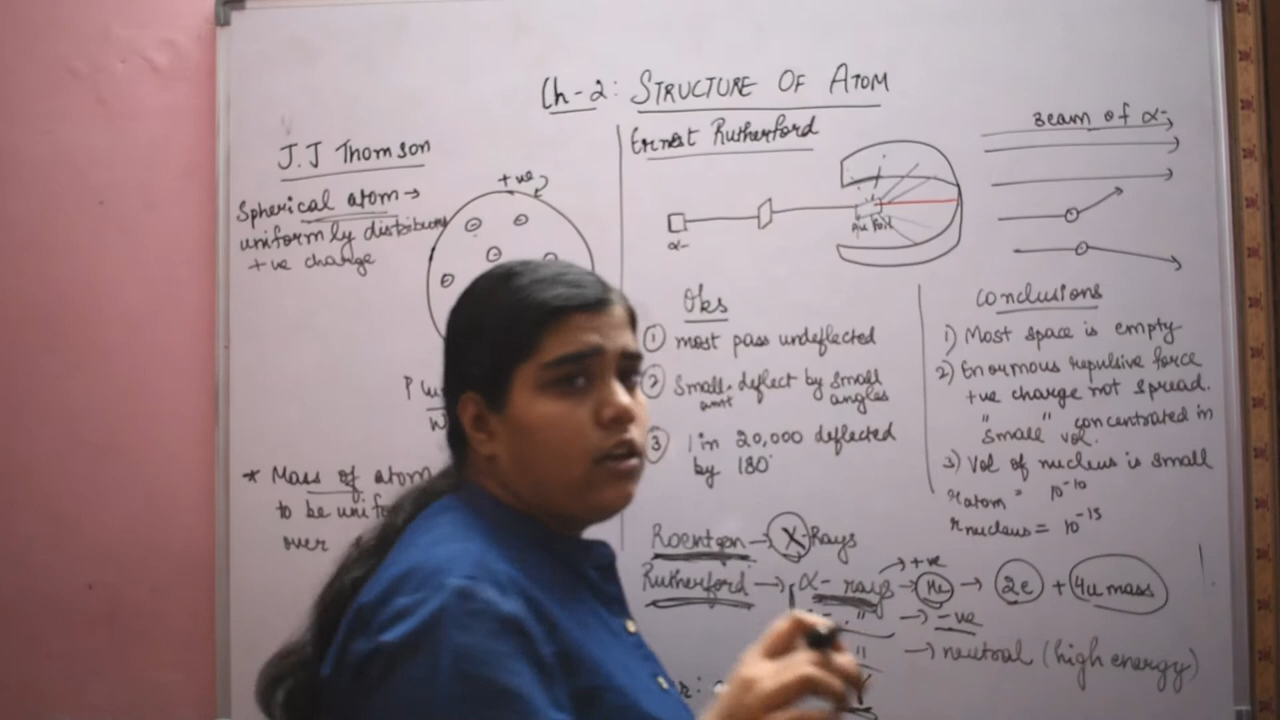 Ch-2: STRUCTURE OF ATOM
J.J Thomson
Spherical atom →
uniformly distributed
+ve charge
+ve
* Mass of atom
to be
over
Ernest Rutherford
α-
Au Foil
Beam of α-
Obs
① most pass undeflected
② Small amt deflect by small
angles
③ 1 in 20,000 deflected
by 180°
Conclusions
1) Most space is empty
2) Enormous repulsive force
+ve charge not spread.
" " concentrated in
small vol.
3) Vol of nucleus is small
r atom = 10⁻¹⁰
r nucleus = 10⁻¹⁵
Roentgen → X-Rays
Rutherford → α-rays → He → 2e + 4u mass
→ +ve
" → -ve
" → neutral (high energy)